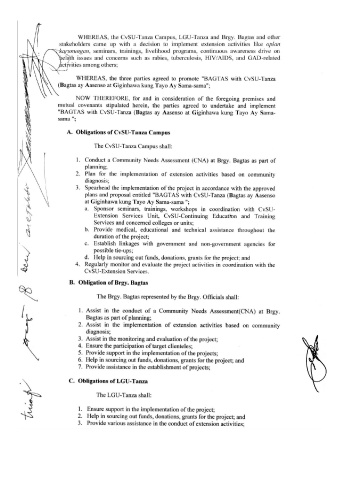 WHEREAS, the CvSU-Tanza Campus, LGU-Tanza and Brgy. Bagtas and other
stakeholders came up with a decision to implement extension activities like oplan
seminars, trainings, livelihood programs, continuous awareness drive on
health issues and concerns such as rabies, tuberculosis, HIV/AIDS, and GAD-related
activities among others;
WHEREAS, the three parties agreed to promote "BAGTAS with CvSU-Tanza
(Bagtas ay Aasenso at Giginhawa kung Tayo Ay Sama-sama";
NOW THEREFORE, for and in consideration of the foregoing premises and
mutual covenants stipulated herein, the parties agreed to undertake and implement
"BAGTAS with CvSU-Tanza (Bagtas ay Aasenso at Giginhawa kung Tayo Ay Sama-
sama ";
A. Obligations of CvSU-Tanza Campus
The CvSU-Tanza Campus shall:
1. Conduct a Community Needs Assessment (CNA) at Brgy. Bagtas as part of
planning;
2. Plan for the implementation of extension activities based on community
diagnosis;
3. Spearhead the implementation of the project in accordance with the approved
plans and proposal entitled "BAGTAS with CvSU-Tanza (Bagtas ay Aasenso
at Giginhawa kung Tayo Ay Sama-sama ";
a. Sponsor seminars, trainings, workshops in coordination with CvSU-
Extension Services Unit, CvSU-Continuing Education and Training
Services and concerned colleges or units;
b. Provide medical, educational and technical assistance throughout the
duration of the project;
c. Establish linkages with government and non-government agencies for
possible tie-ups;
d. Help in sourcing out funds, donations, grants for the project; and
4. Regularly monitor and evaluate the project activities in coordination with the
CvSU-Extension Services.
B. Obligation of Brgy. Bagtas
The Brgy. Bagtas represented by the Brgy. Officials shall:
1. Assist in the conduct of a Community Needs Assessment(CNA) at Brgy.
Bagtas as part of planning;
2. Assist in the implementation of extension activities based on community
diagnosis;
3. Assist in the monitoring and evaluation of the project;
4. Ensure the participation of target clienteles;
5. Provide support in the implementation of the projects;
6. Help in sourcing out funds, donations, grants for the project; and
7. Provide assistance in the establishment of projects;
C. Obligations of LGU-Tanza
The LGU-Tanza shall:
1. Ensure support in the implementation of the project;
2. Help in sourcing out funds, donations, grants for the project; and
3. Provide various assistance in the conduct of extension activities;